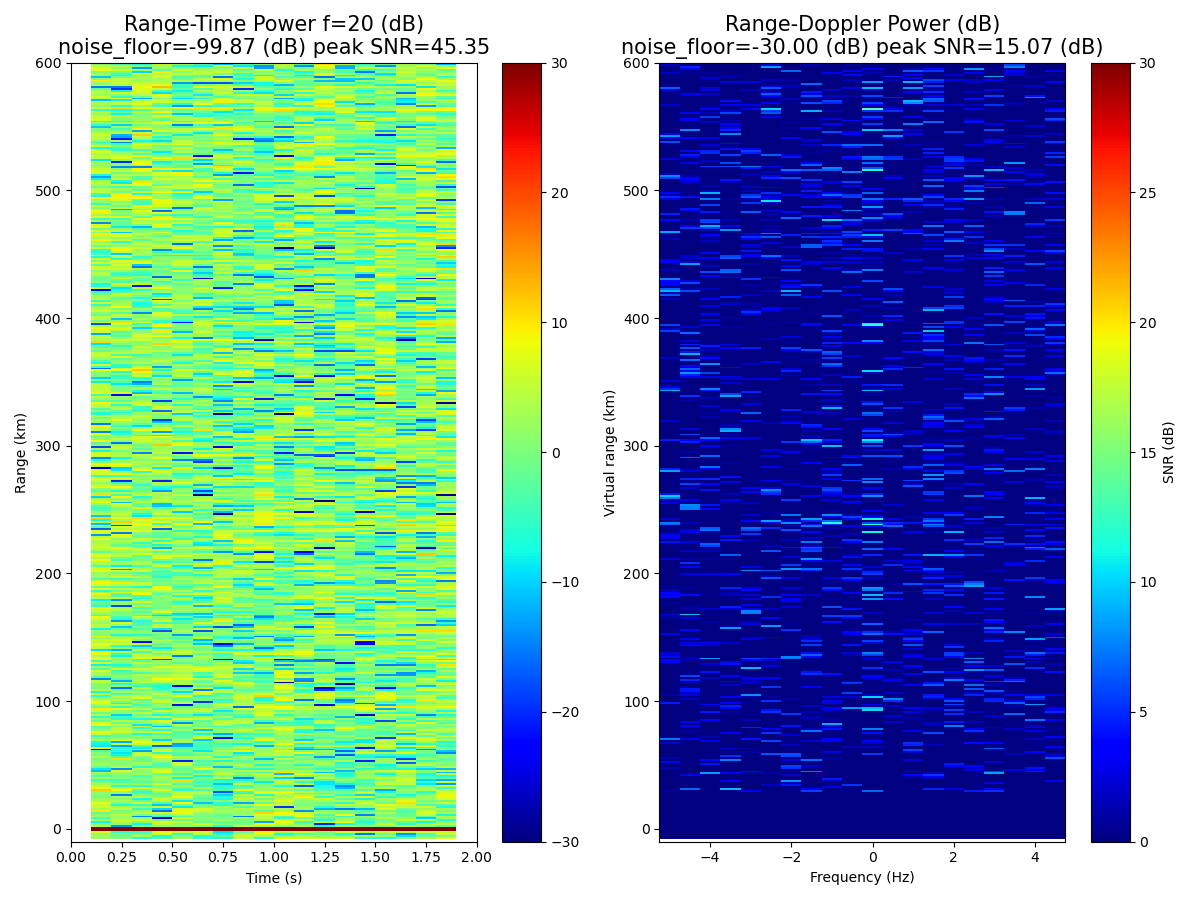 Range-Time Power f=20 (dB)
noise_floor=-99.87 (dB) peak SNR=45.35
600
500
400
300
200
100
0
Range (km)
0.00 0.25 0.50 0.75 1.00 1.25 1.50 1.75 2.00
Time (s)
30
20
10
0
−10
−20
−30
Range-Doppler Power (dB)
noise_floor=-30.00 (dB) peak SNR=15.07 (dB)
600
500
400
300
200
100
0
Virtual range (km)
−4 −2 0 2 4
Frequency (Hz)
30
25
20
15
10
5
0
SNR (dB)